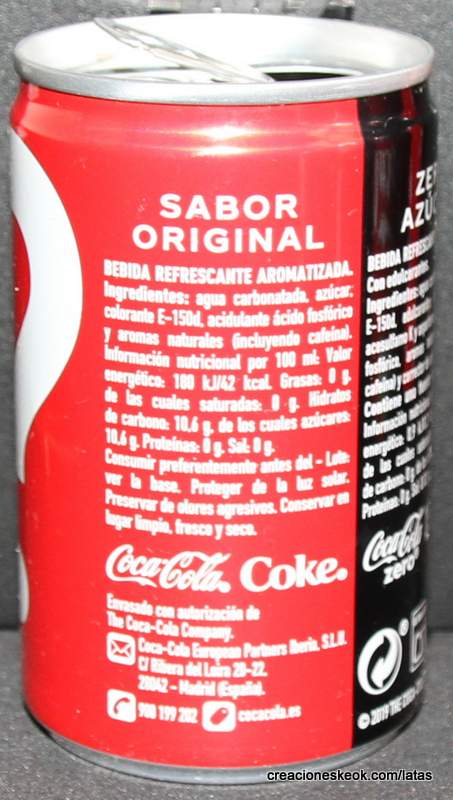 SABOR
ORIGINAL
BEBIDA REFRESCANTE AROMATIZADA.
Ingredientes: agua carbonatada, azúcar,
colorante E-150d, acidulante ácido fosfórico
y aromas naturales (incluyendo cafeína).
Información nutricional por 100 ml: Valor
energético: 180 kJ/42 kcal. Grasas: 0 g,
de las cuales saturadas: 0 g. Hidratos
de carbono: 10,6 g, de los cuales azúcares:
10,6 g. Proteínas: 0 g. Sal: 0 g.
Consumir preferentemente antes del - Lote:
ver la base. Proteger de la luz solar.
Preservar de olores agresivos. Conservar en
lugar limpio, fresco y seco.
Coca-Cola. Coke.
Envasado con autorización de
The Coca-Cola Company.
Coca-Cola European Partners Iberia, S.L.U.
C/ Ribera del Loira 20-22.
28042 - Madrid (España).
900 199 202 cocacola.es
BEBIDA
Con edulcorantes.
Ingredientes:
E-150d,
acesulfamo K y
fosfórico,
cafeína) y
Contiene una
Información
energético:
de las cuales
de carbono: 0 g,
Proteínas: 0 g.
Coca-Cola
zero
© 2019 THE COCA-C
creacioneskeok.com/latas